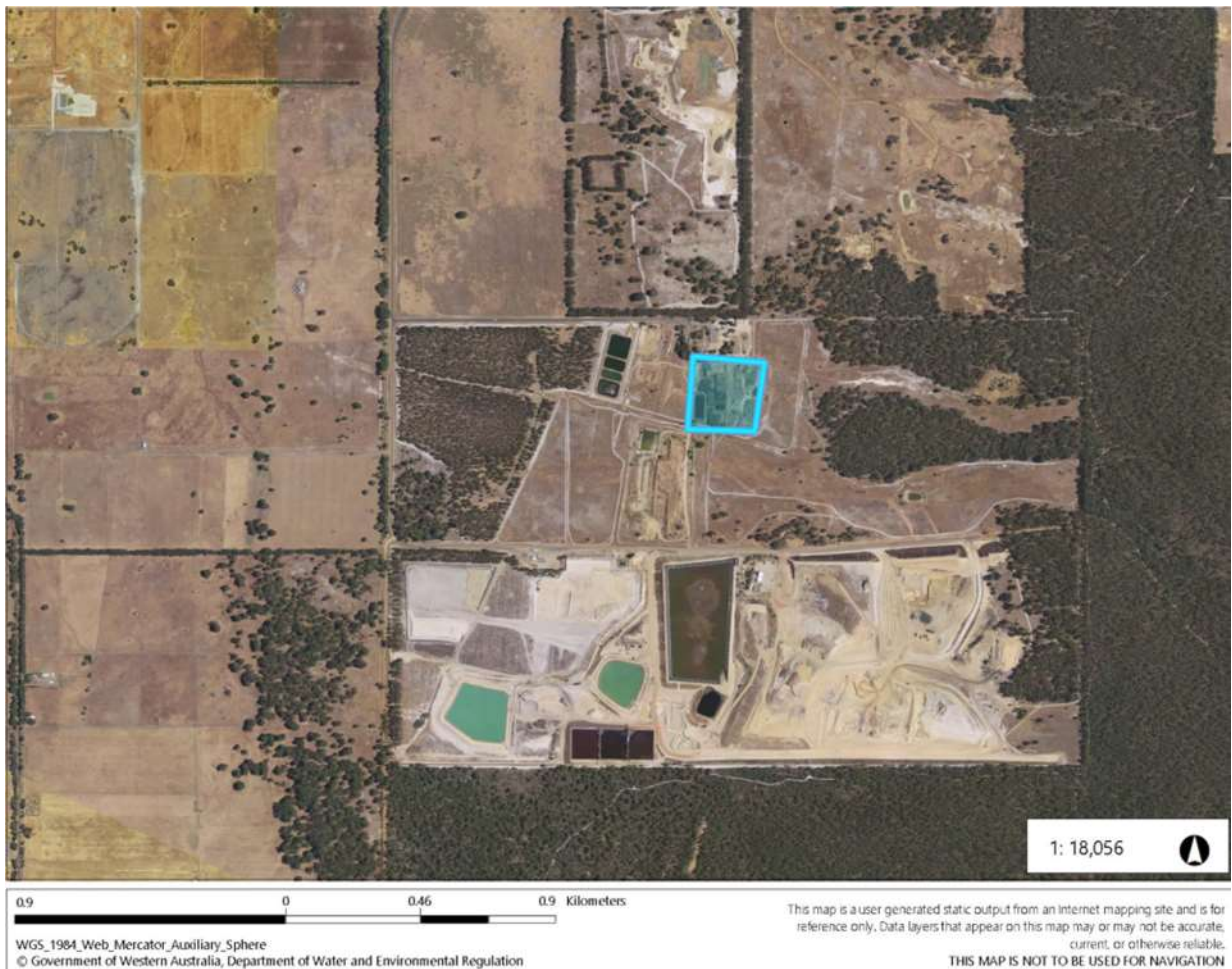 1: 18,056
0.9 0 0.46 0.9 Kilometers
WGS_1984_Web_Mercator_Auxiliary_Sphere
© Government of Western Australia, Department of Water and Environmental Regulation
This map is a user generated static output from an Internet mapping site and is for
reference only. Data layers that appear on this map may or may not be accurate,
current, or otherwise reliable.
THIS MAP IS NOT TO BE USED FOR NAVIGATION